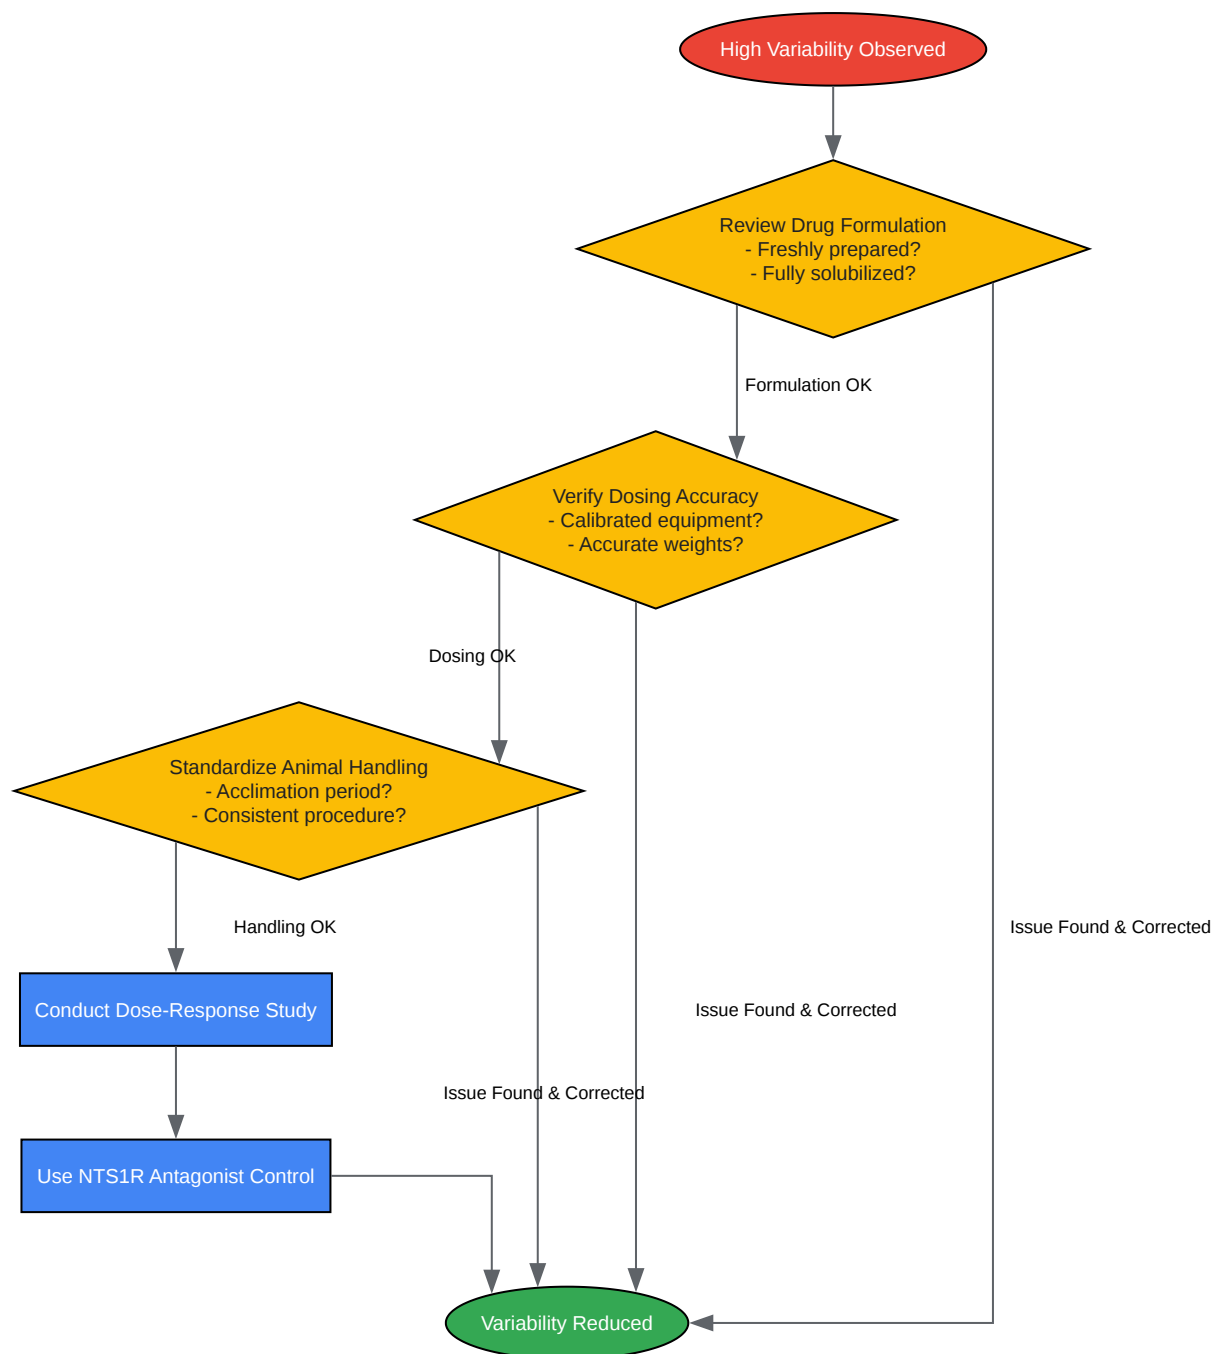 High Variability Observed
Review Drug Formulation
- Freshly prepared?
- Fully solubilized?
Formulation OK
Verify Dosing Accuracy
- Calibrated equipment?
- Accurate weights?
Dosing OK
Standardize Animal Handling
- Acclimation period?
- Consistent procedure?
Handling OK
Issue Found & Corrected
Conduct Dose-Response Study
Issue Found & Corrected
Issue Found & Corrected
Use NTS1R Antagonist Control
Variability Reduced